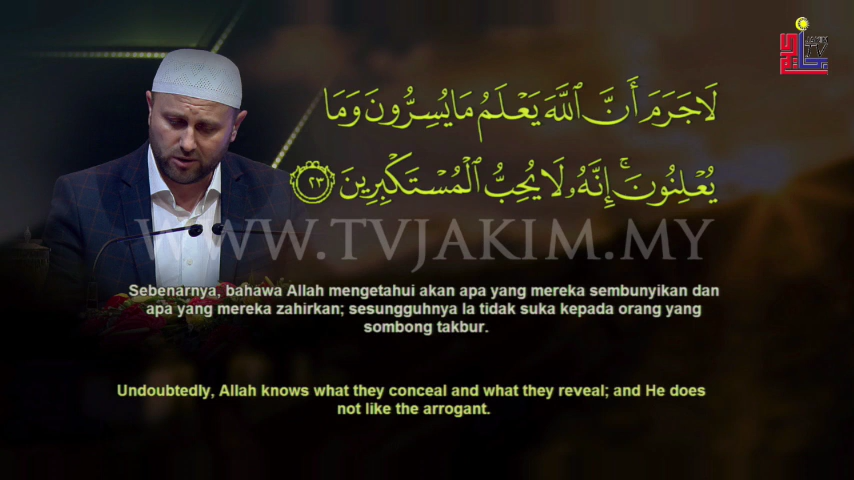 لَا جَرَمَ أَنَّ ٱللَّهَ يَعْلَمُ مَا يُسِرُّونَ وَمَا
يُعْلِنُونَ ۚ إِنَّهُۥ لَا يُحِبُّ ٱلْمُسْتَكْبِرِينَ ٢٣
WWW.TVJAKIM.MY
Sebenarnya, bahawa Allah mengetahui akan apa yang mereka sembunyikan dan
apa yang mereka zahirkan; sesungguhnya Ia tidak suka kepada orang yang
sombong takbur.
Undoubtedly, Allah knows what they conceal and what they reveal; and He does
not like the arrogant.